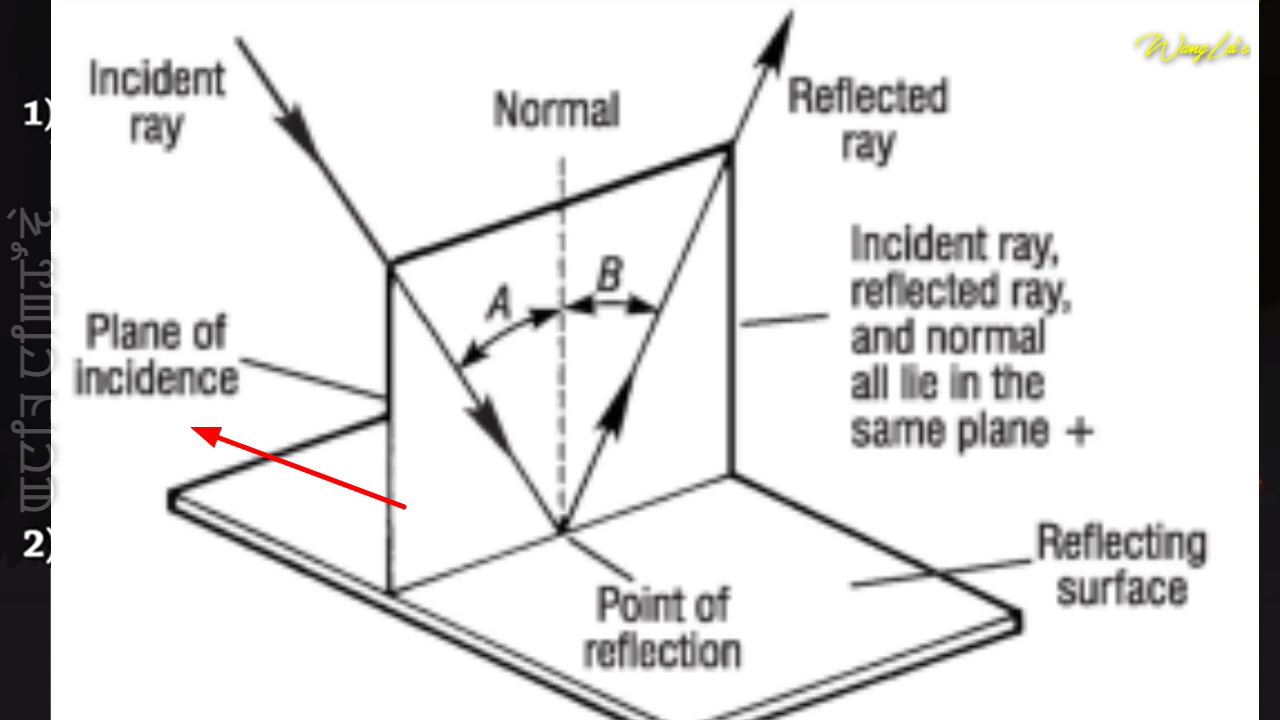 WangLa's
1)
Incident
ray
Normal
Reflected
ray
A
B
Incident ray,
reflected ray,
and normal
all lie in the
same plane +
Plane of
incidence
2)
Reflecting
surface
Point of
reflection